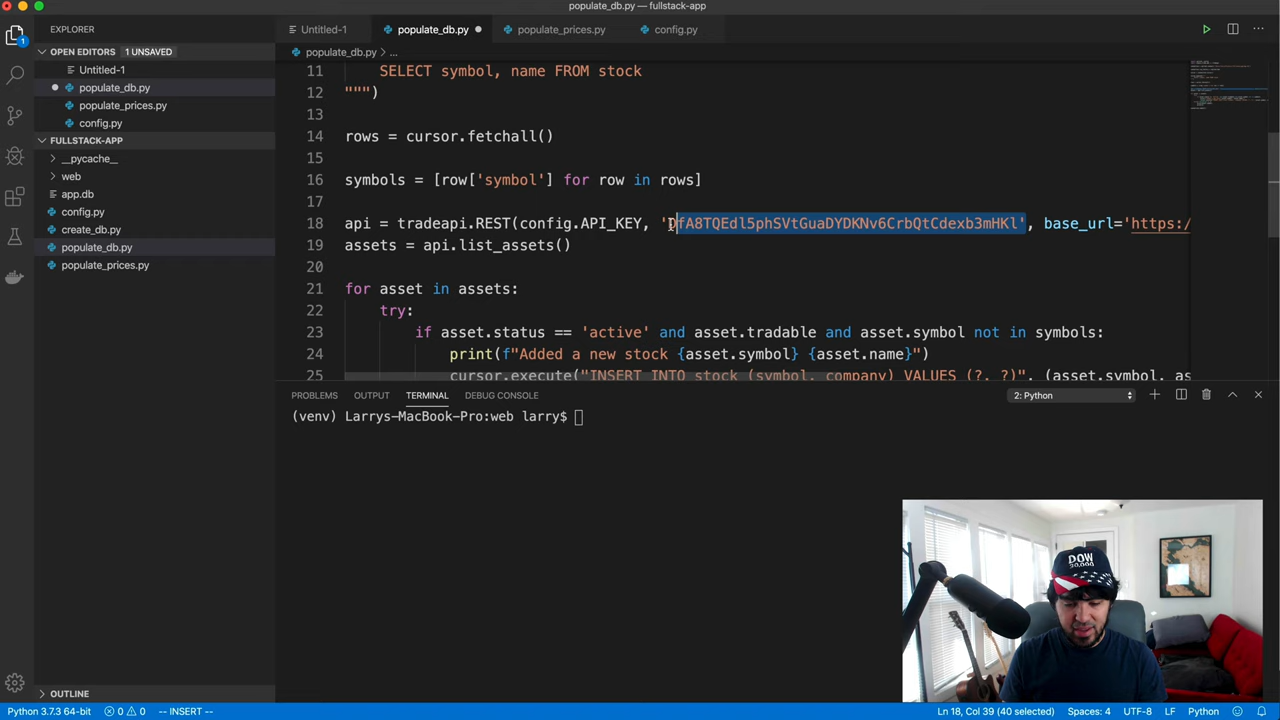 populate_db.py — fullstack-app
EXPLORER
Untitled-1
populate_db.py
populate_prices.py
config.py
OPEN EDITORS
1 UNSAVED
populate_db.py > ...
Untitled-1
populate_db.py
populate_prices.py
config.py
FULLSTACK-APP
__pycache__
web
app.db
config.py
create_db.py
populate_db.py
populate_prices.py
11 SELECT symbol, name FROM stock
12 """)
13
14 rows = cursor.fetchall()
15
16 symbols = [row['symbol'] for row in rows]
17
18 api = tradeapi.REST(config.API_KEY, 'DfA8TQEdl5phSVtGuaDYDKNv6CrbQtCdexb3mHKl', base_url='https:/
19 assets = api.list_assets()
20
21 for asset in assets:
22 try:
23 if asset.status == 'active' and asset.tradable and asset.symbol not in symbols:
24 print(f"Added a new stock {asset.symbol} {asset.name}")
25 cursor.execute("INSERT INTO stock (symbol, company) VALUES (?, ?)", (asset.symbol, as
PROBLEMS OUTPUT TERMINAL DEBUG CONSOLE
2: Python
(venv) Larrys-MacBook-Pro:web larry$
DOW
20,000
OUTLINE
1
Python 3.7.3 64-bit 0 0 -- INSERT -- Ln 18, Col 39 (40 selected) Spaces: 4 UTF-8 LF Python